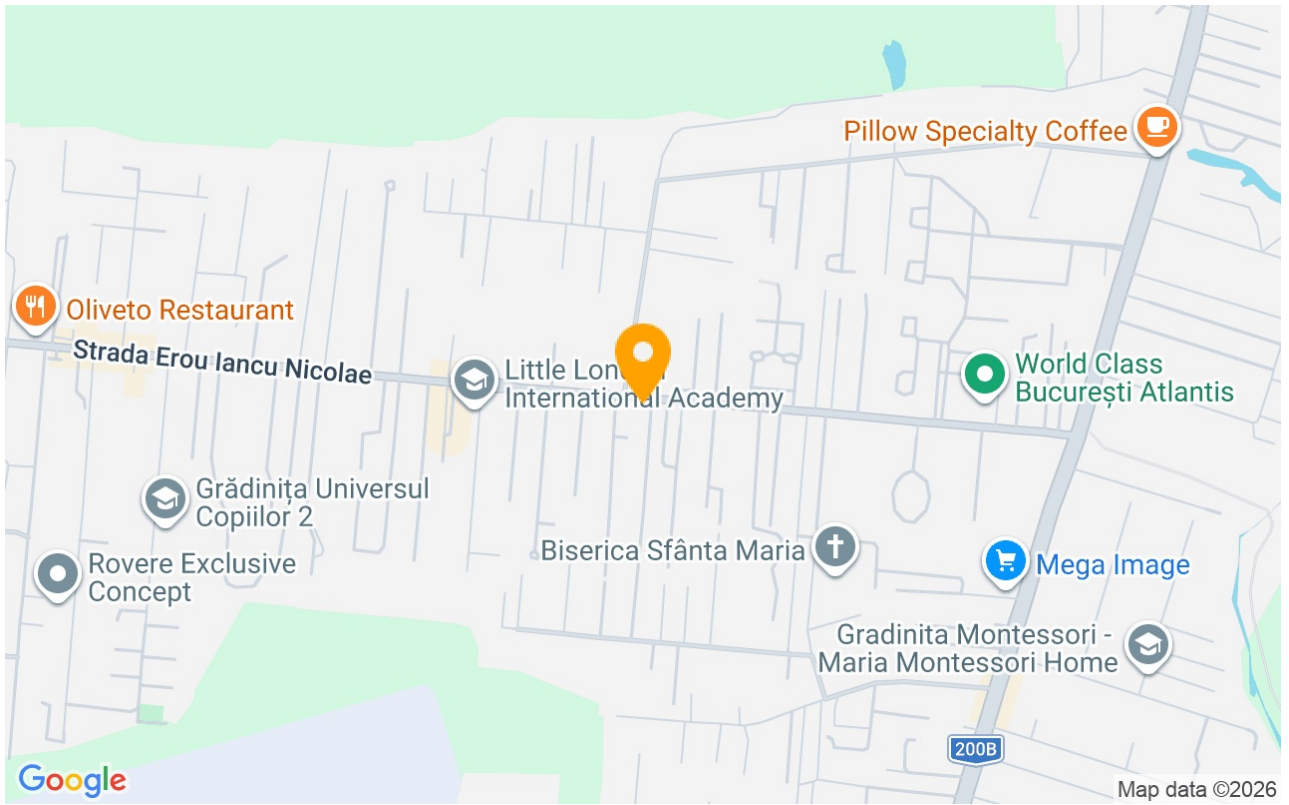 Pillow Specialty Coffee
Oliveto Restaurant
Strada Erou Iancu Nicolae
Little London
International Academy
World Class
București Atlantis
Grădinița Universul
Copiilor 2
Biserica Sfânta Maria
Rovere Exclusive
Concept
Mega Image
Gradinita Montessori -
Maria Montessori Home
200B
Google
Map data ©2026